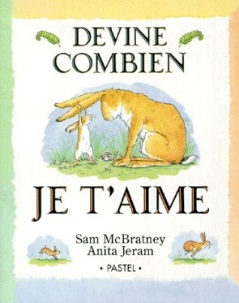 DEVINE
COMBIEN
JE T'AIME
Sam McBratney
Anita Jeram
• PASTEL •